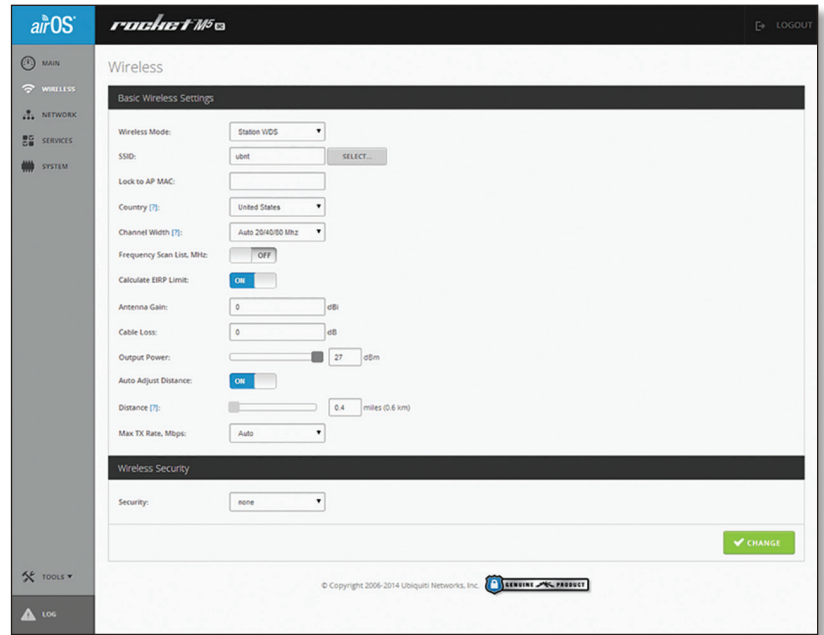 airOS
rocket M5 ac
LOGOUT
MAIN
WIRELESS
NETWORK
SERVICES
SYSTEM
TOOLS
LOG
Wireless
Basic Wireless Settings
Wireless Mode: Station WDS
SSID: ubnt SELECT...
Lock to AP MAC:
Country [?]: United States
Channel Width [?]: Auto 20/40/80 Mhz
Frequency Scan List, MHz: OFF
Calculate EIRP Limit: ON
Antenna Gain: 0 dBi
Cable Loss: 0 dB
Output Power: 27 dBm
Auto Adjust Distance: ON
Distance [?]: 0.4 miles (0.6 km)
Max TX Rate, Mbps: Auto
Wireless Security
Security: none
CHANGE
© Copyright 2006-2014 Ubiquiti Networks, Inc. GENUINE PRODUCT